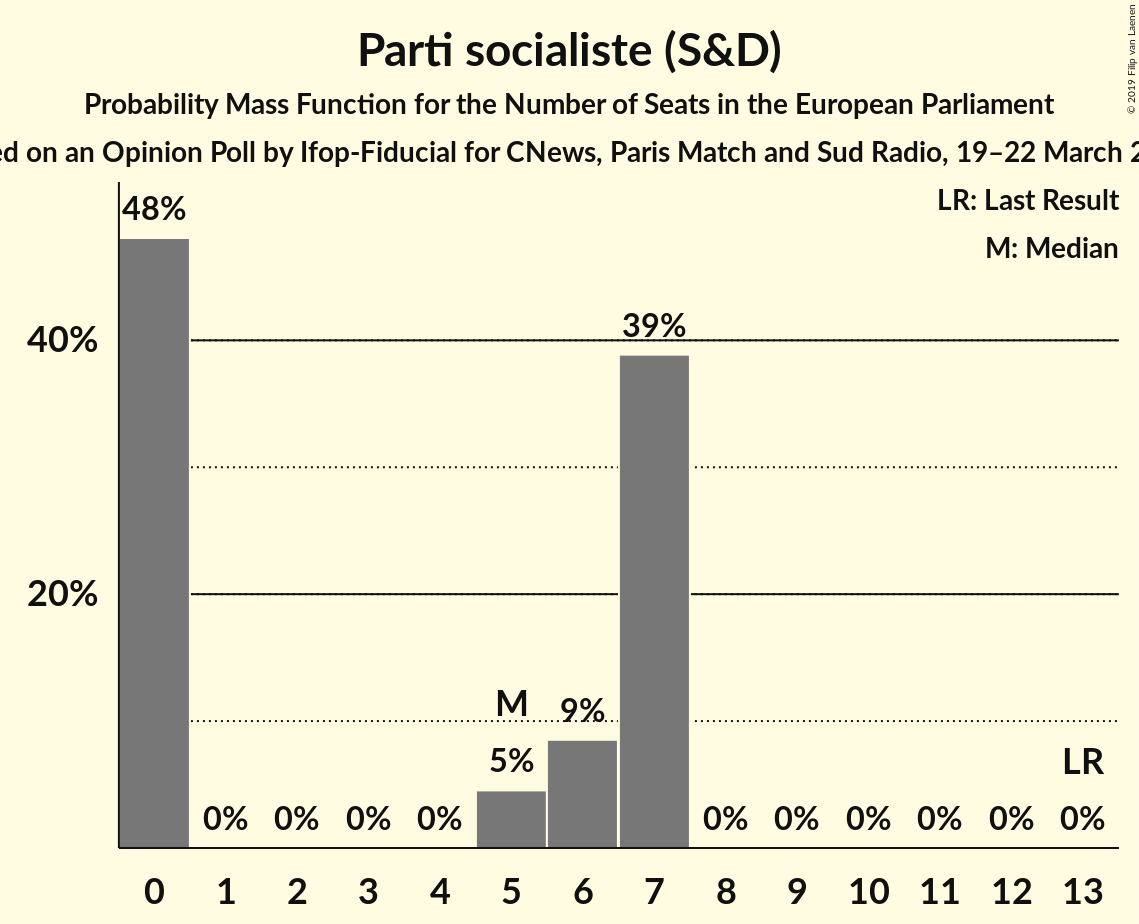 Parti socialiste (S&D)
Probability Mass Function for the Number of Seats in the European Parliament
on an Opinion Poll by Ifop-Fiducial for CNews, Paris Match and Sud Radio, 19–22 March
© 2019 Filip van Laenen
LR: Last Result
M: Median
48%
39%
40%
20%
M
9%
5%
LR
0% 0% 0% 0% 0% 0% 0% 0% 0% 0%
0 1 2 3 4 5 6 7 8 9 10 11 12 13